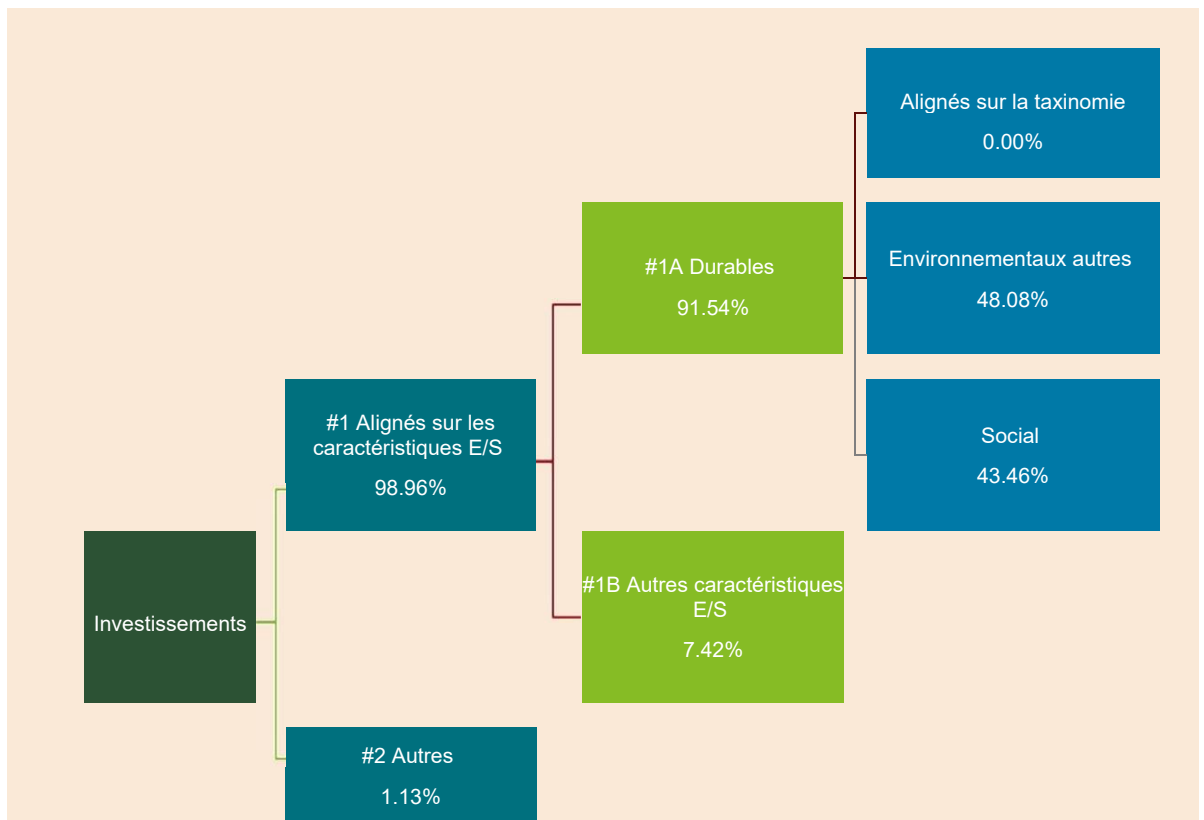 Alignés sur la taxinomie
0.00%
#1A Durables
91.54%
Environnementaux autres
48.08%
#1 Alignés sur les
caractéristiques E/S
98.96%
Social
43.46%
Investissements
#1B Autres caractéristiques
E/S
7.42%
#2 Autres
1.13%